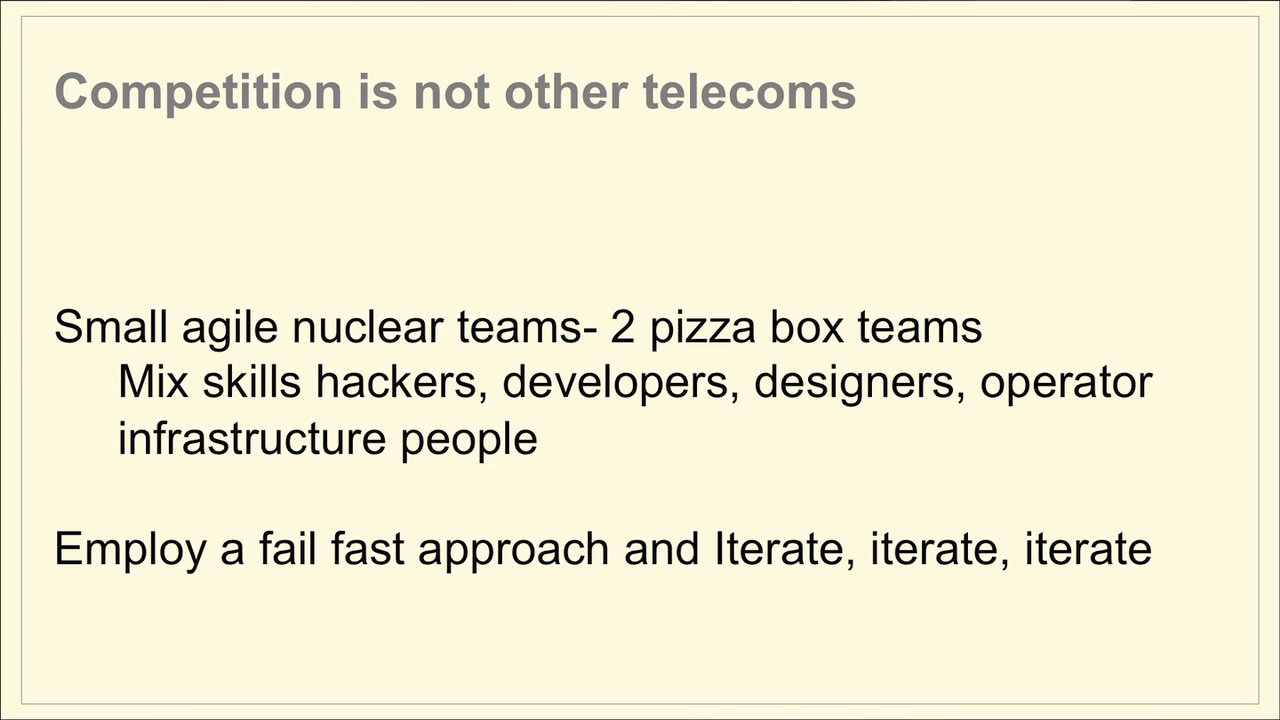 Competition is not other telecoms
Small agile nuclear teams- 2 pizza box teams
Mix skills hackers, developers, designers, operator
infrastructure people
Employ a fail fast approach and Iterate, iterate, iterate